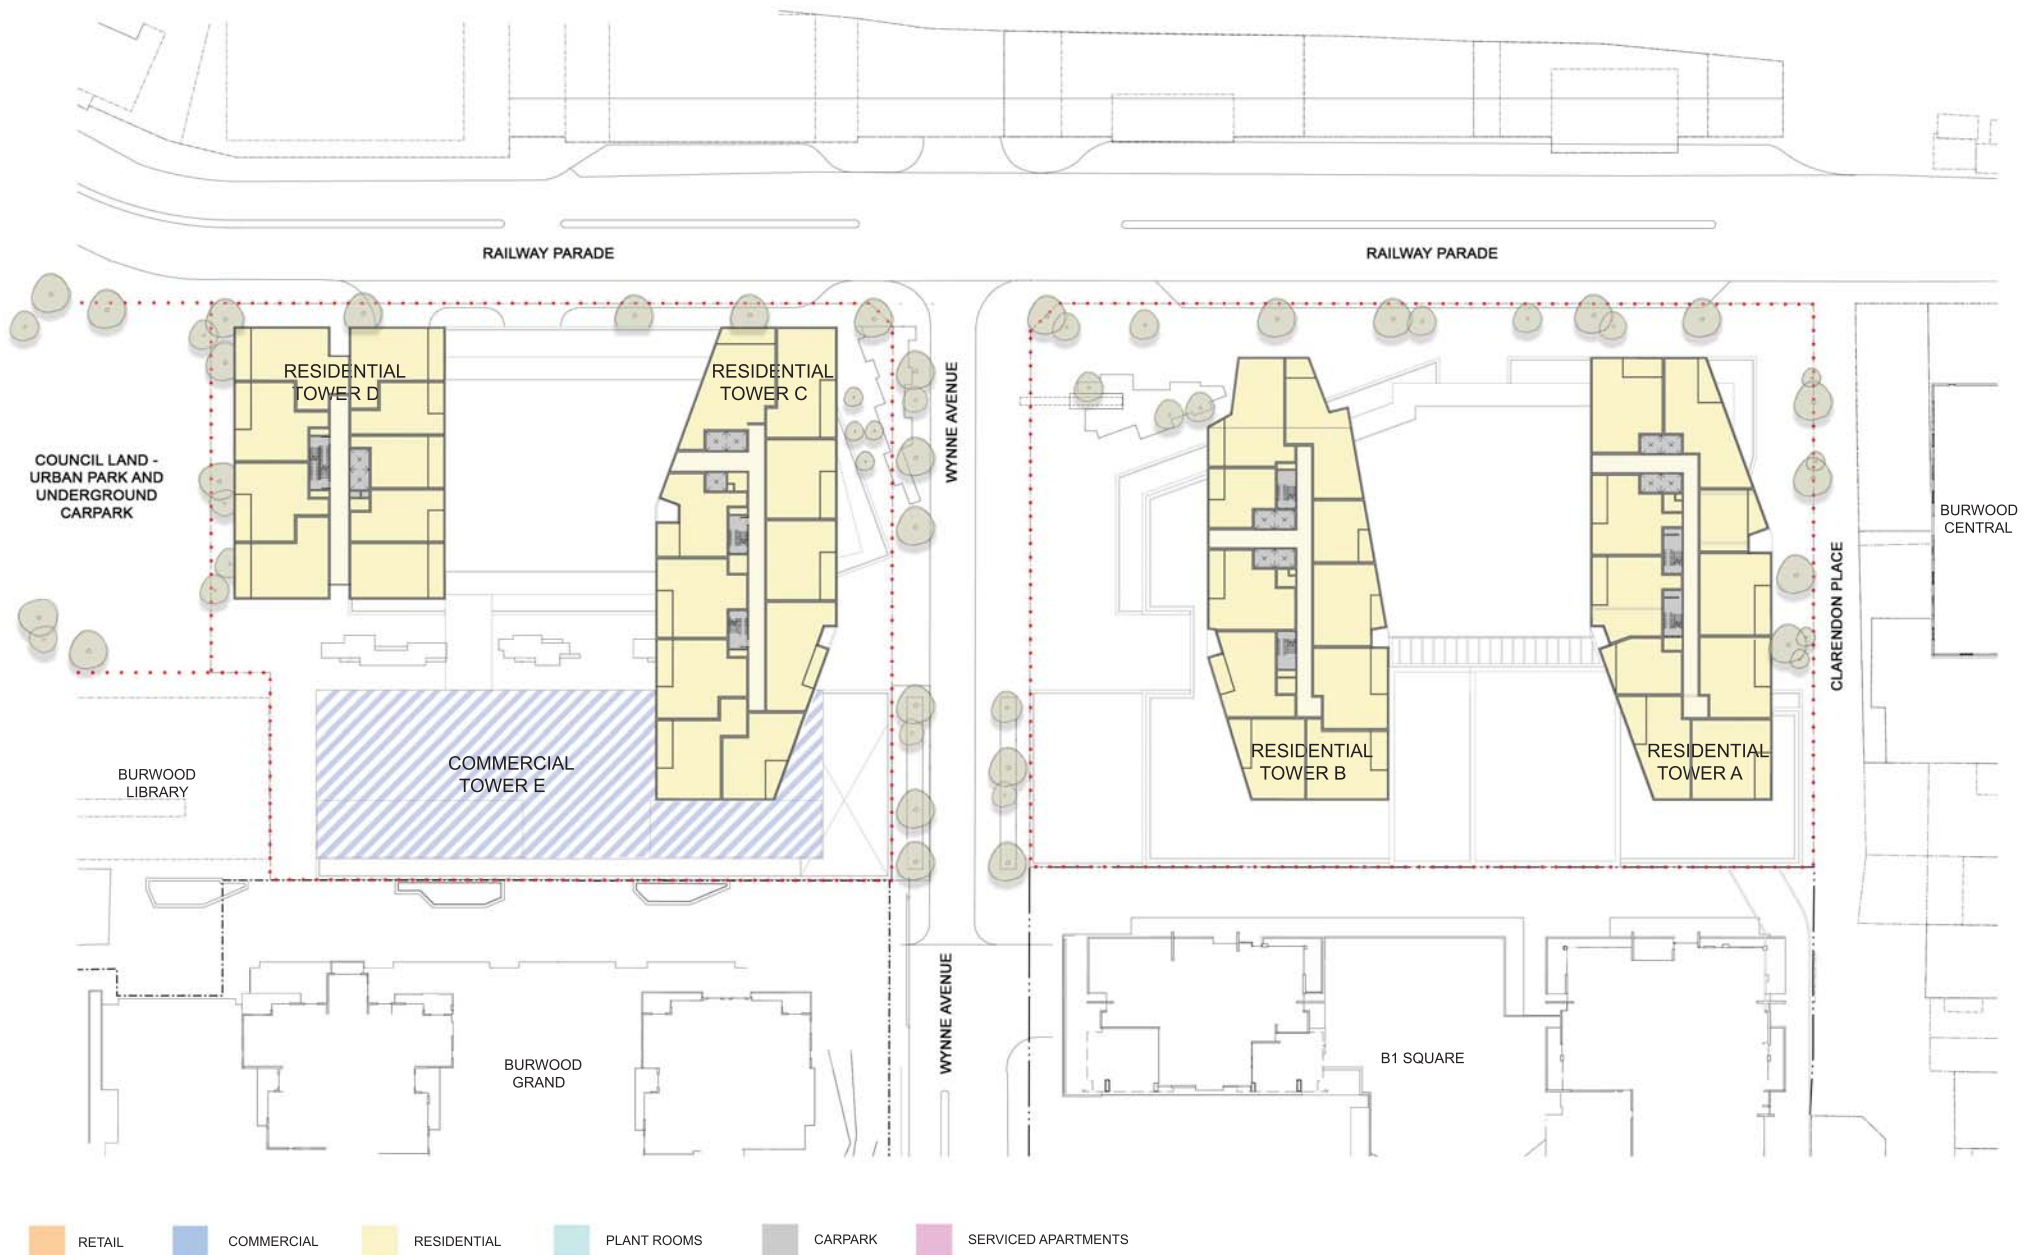 RAILWAY PARADE
RAILWAY PARADE
RESIDENTIAL
TOWER D
RESIDENTIAL
TOWER C
WYNNE AVENUE
COUNCIL LAND -
URBAN PARK AND
UNDERGROUND
CARPARK
BURWOOD
CENTRAL
CLARENDON PLACE
BURWOOD
LIBRARY
COMMERCIAL
TOWER E
RESIDENTIAL
TOWER B
RESIDENTIAL
TOWER A
WYNNE AVENUE
BURWOOD
GRAND
B1 SQUARE
RETAIL
COMMERCIAL
RESIDENTIAL
PLANT ROOMS
CARPARK
SERVICED APARTMENTS